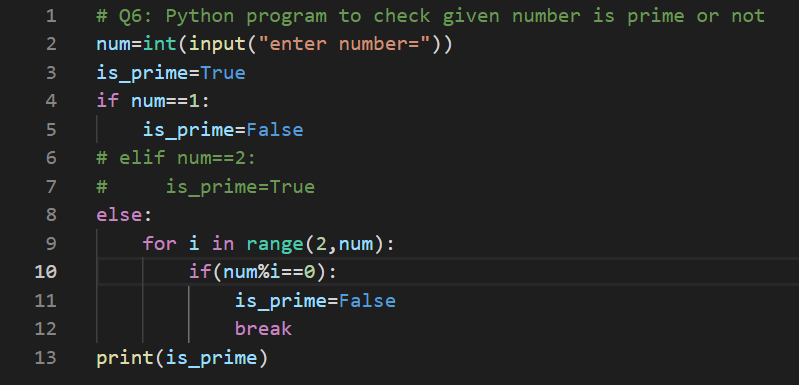 1 # Q6: Python program to check given number is prime or not
2 num=int(input("enter number="))
3 is_prime=True
4 if num==1:
5     is_prime=False
6 # elif num==2:
7 #     is_prime=True
8 else:
9     for i in range(2,num):
10         if(num%i==0):
11             is_prime=False
12             break
13 print(is_prime)